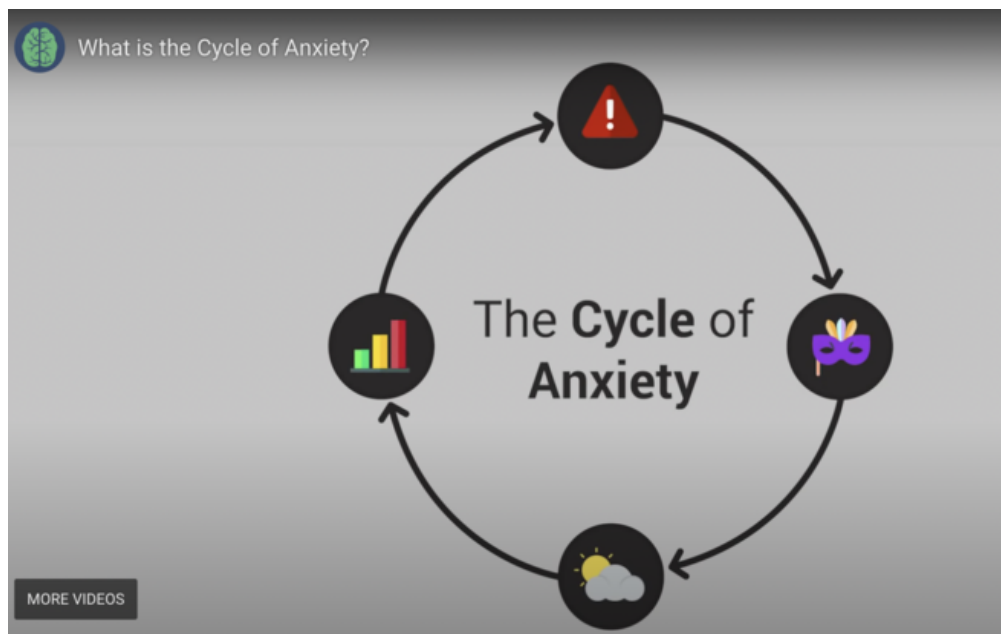 What is the Cycle of Anxiety?
The Cycle of
Anxiety
MORE VIDEOS